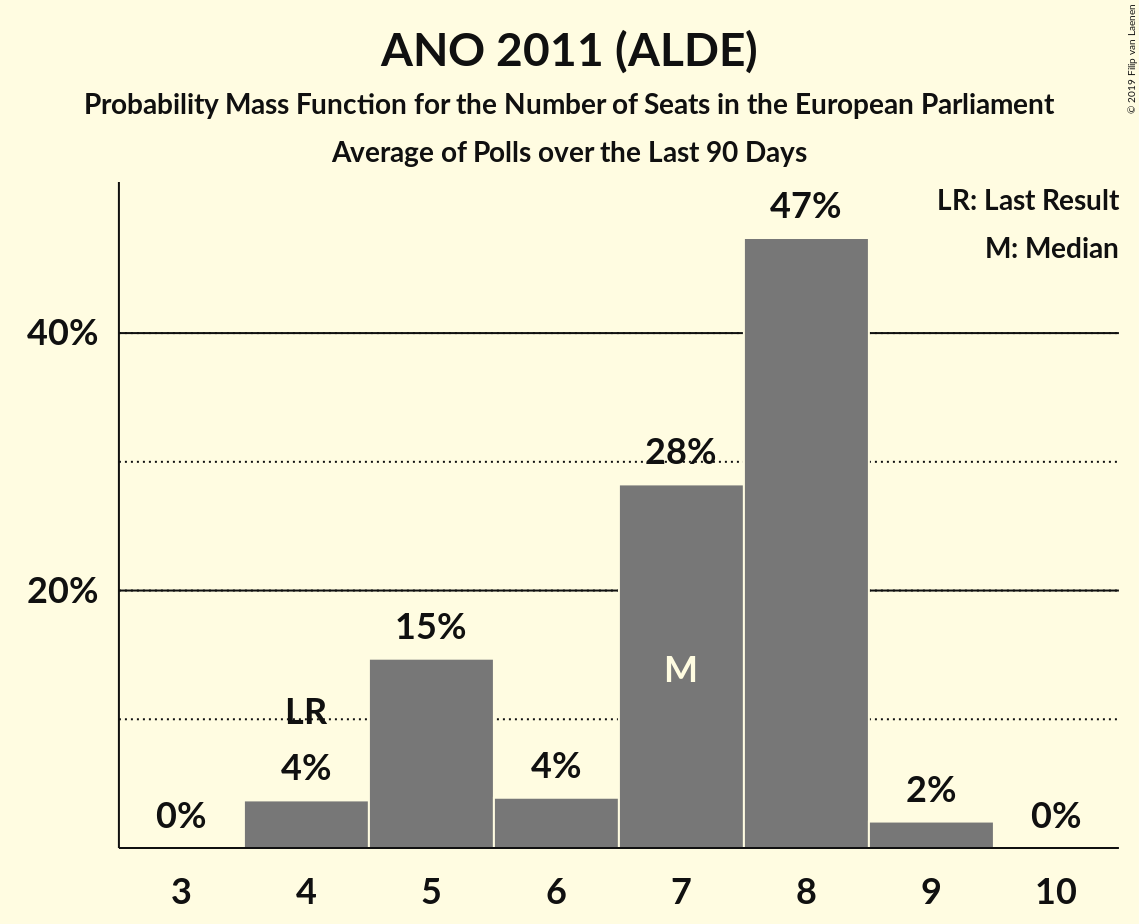 ANO 2011 (ALDE)
Probability Mass Function for the Number of Seats in the European Parliament
Average of Polls over the Last 90 Days
© 2019 Filip van Laenen
LR: Last Result
M: Median
47%
40%
28%
20%
15%
M
LR
4%
4%
2%
0%
0%
3 4 5 6 7 8 9 10